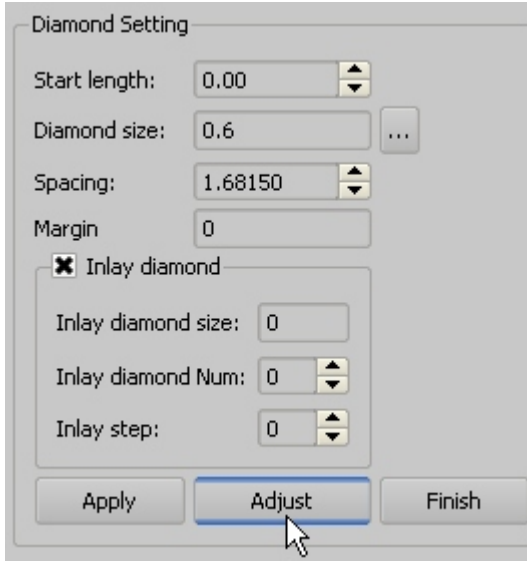 Diamond Setting
Start length: 0.00
Diamond size: 0.6 ...
Spacing: 1.68150
Margin 0
Inlay diamond
Inlay diamond size: 0
Inlay diamond Num: 0
Inlay step: 0
Apply Adjust Finish